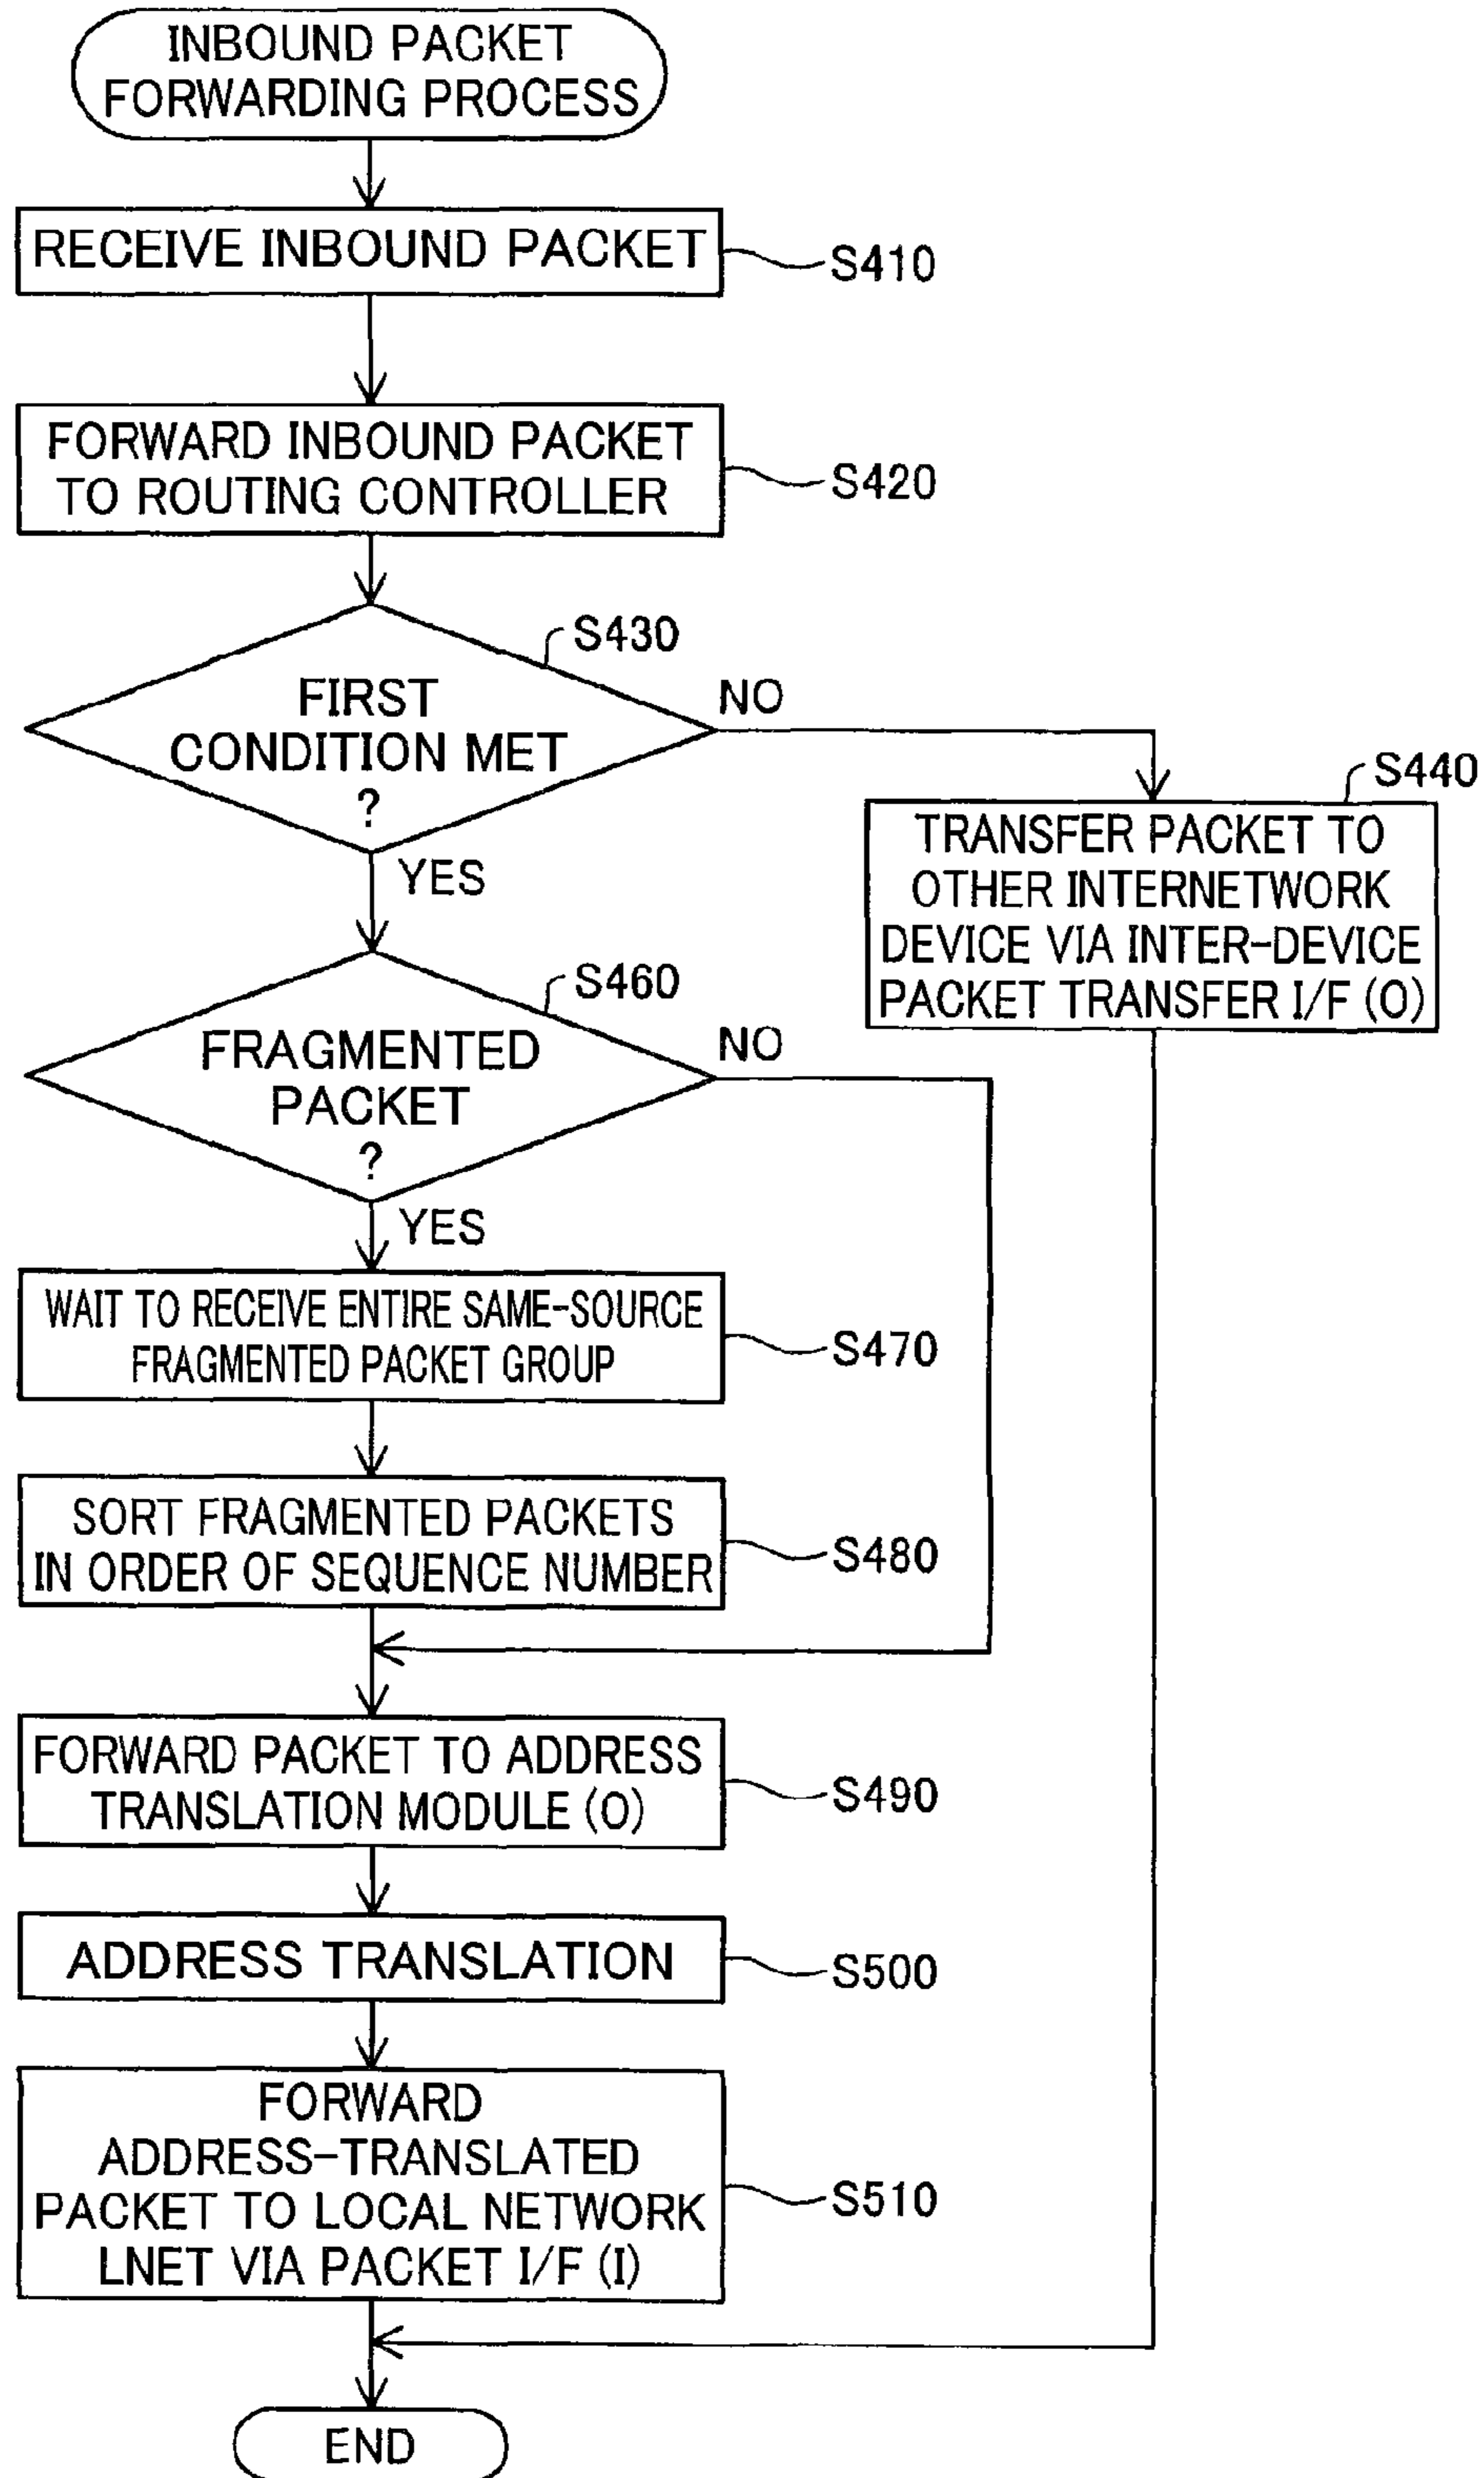 INBOUND PACKET
FORWARDING PROCESS
RECEIVE INBOUND PACKET
S410
FORWARD INBOUND PACKET
TO ROUTING CONTROLLER
S420
S430
FIRST
CONDITION MET
?
NO
YES
S440
TRANSFER PACKET TO
OTHER INTERNETWORK
DEVICE VIA INTER-DEVICE
PACKET TRANSFER I/F (O)
S460
FRAGMENTED
PACKET
?
NO
YES
WAIT TO RECEIVE ENTIRE SAME-SOURCE
FRAGMENTED PACKET GROUP
S470
SORT FRAGMENTED PACKETS
IN ORDER OF SEQUENCE NUMBER
S480
FORWARD PACKET TO ADDRESS
TRANSLATION MODULE (O)
S490
ADDRESS TRANSLATION
S500
FORWARD
ADDRESS-TRANSLATED
PACKET TO LOCAL NETWORK
LNET VIA PACKET I/F (I)
S510
END